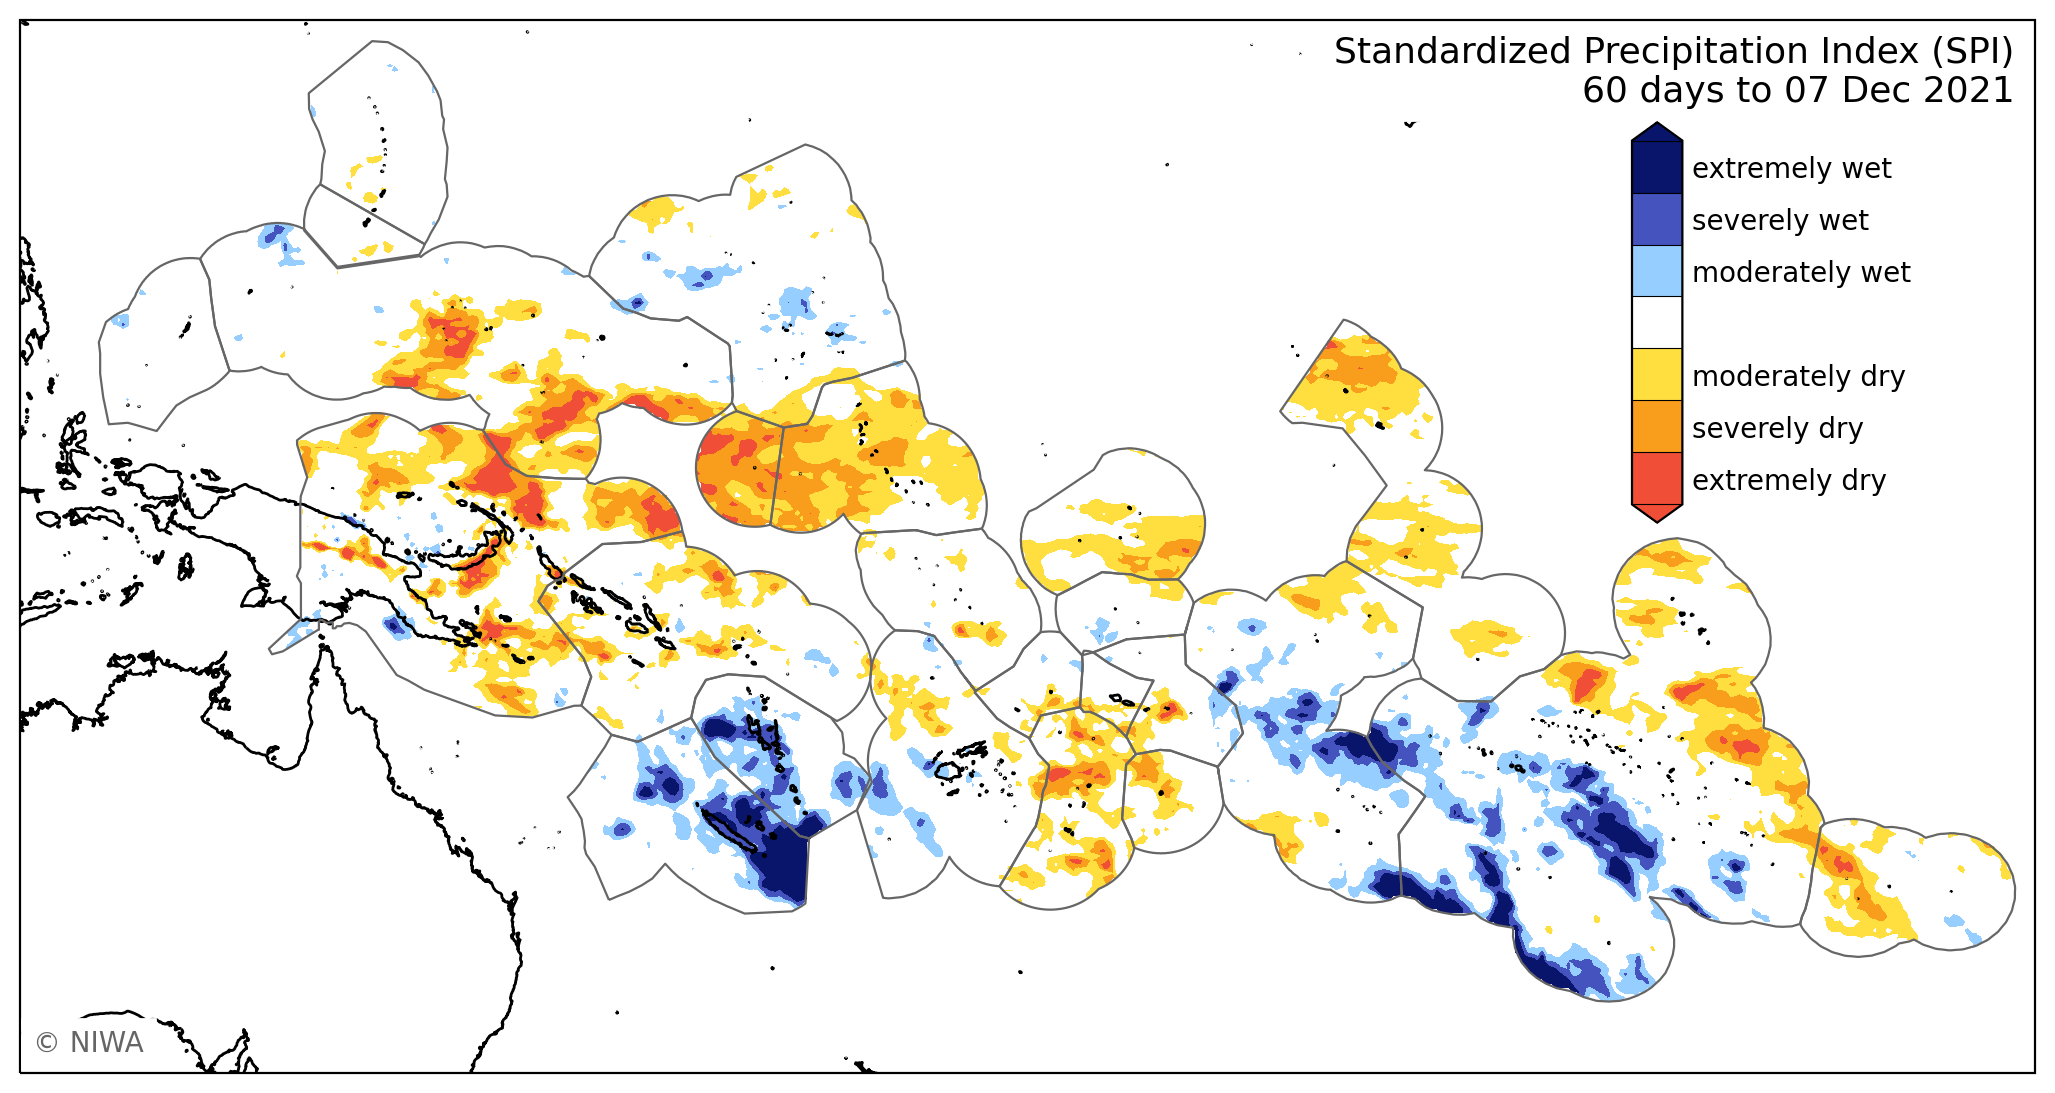 Standardized Precipitation Index (SPI)
60 days to 07 Dec 2021
extremely wet
severely wet
moderately wet
moderately dry
severely dry
extremely dry
© NIWA